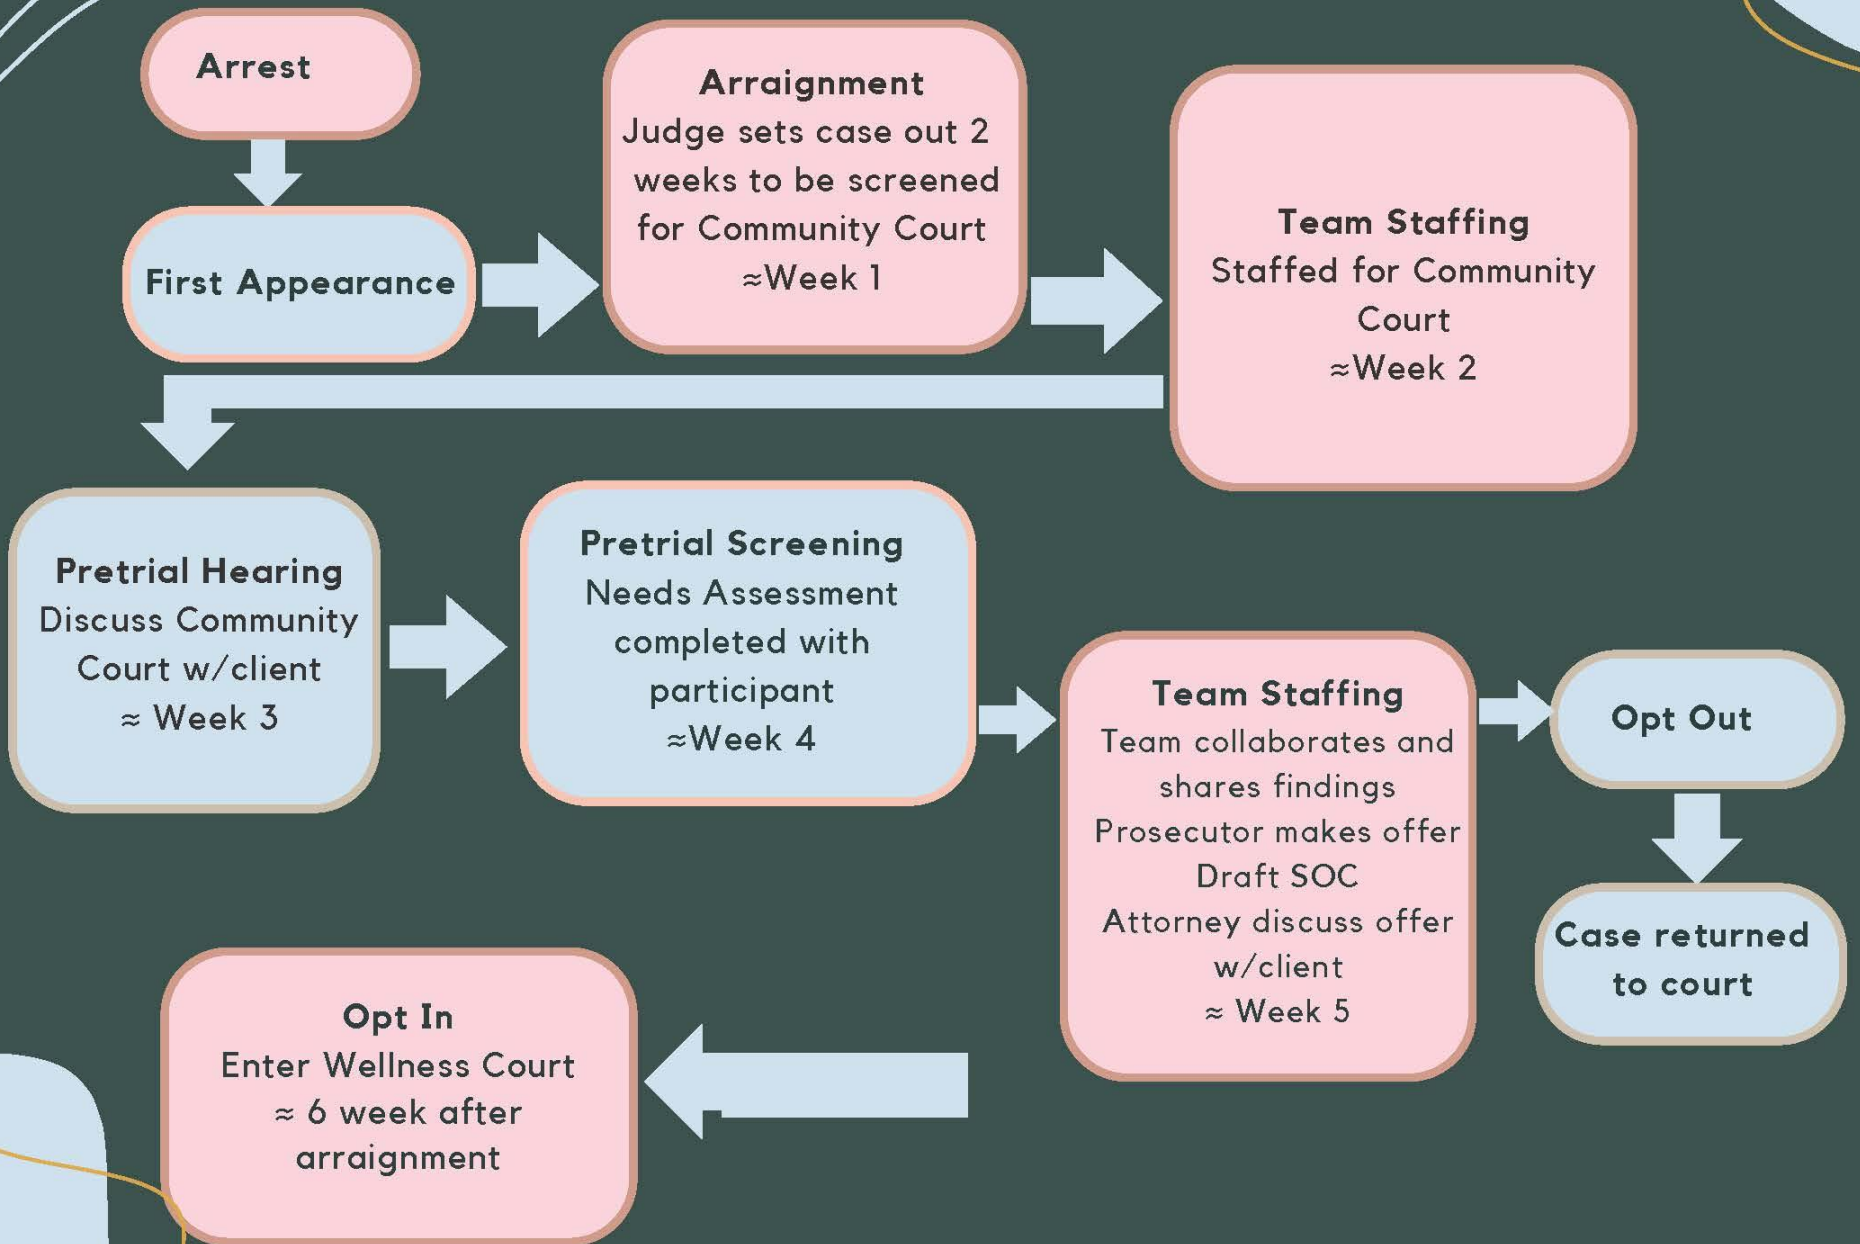 Arrest
First Appearance
Arraignment
Judge sets case out 2
weeks to be screened
for Community Court
≈Week 1
Team Staffing
Staffed for Community
Court
≈Week 2
Pretrial Hearing
Discuss Community
Court w/client
≈ Week 3
Pretrial Screening
Needs Assessment
completed with
participant
≈Week 4
Team Staffing
Team collaborates and
shares findings
Prosecutor makes offer
Draft SOC
Attorney discuss offer
w/client
≈ Week 5
Opt Out
Case returned
to court
Opt In
Enter Wellness Court
≈ 6 week after
arraignment